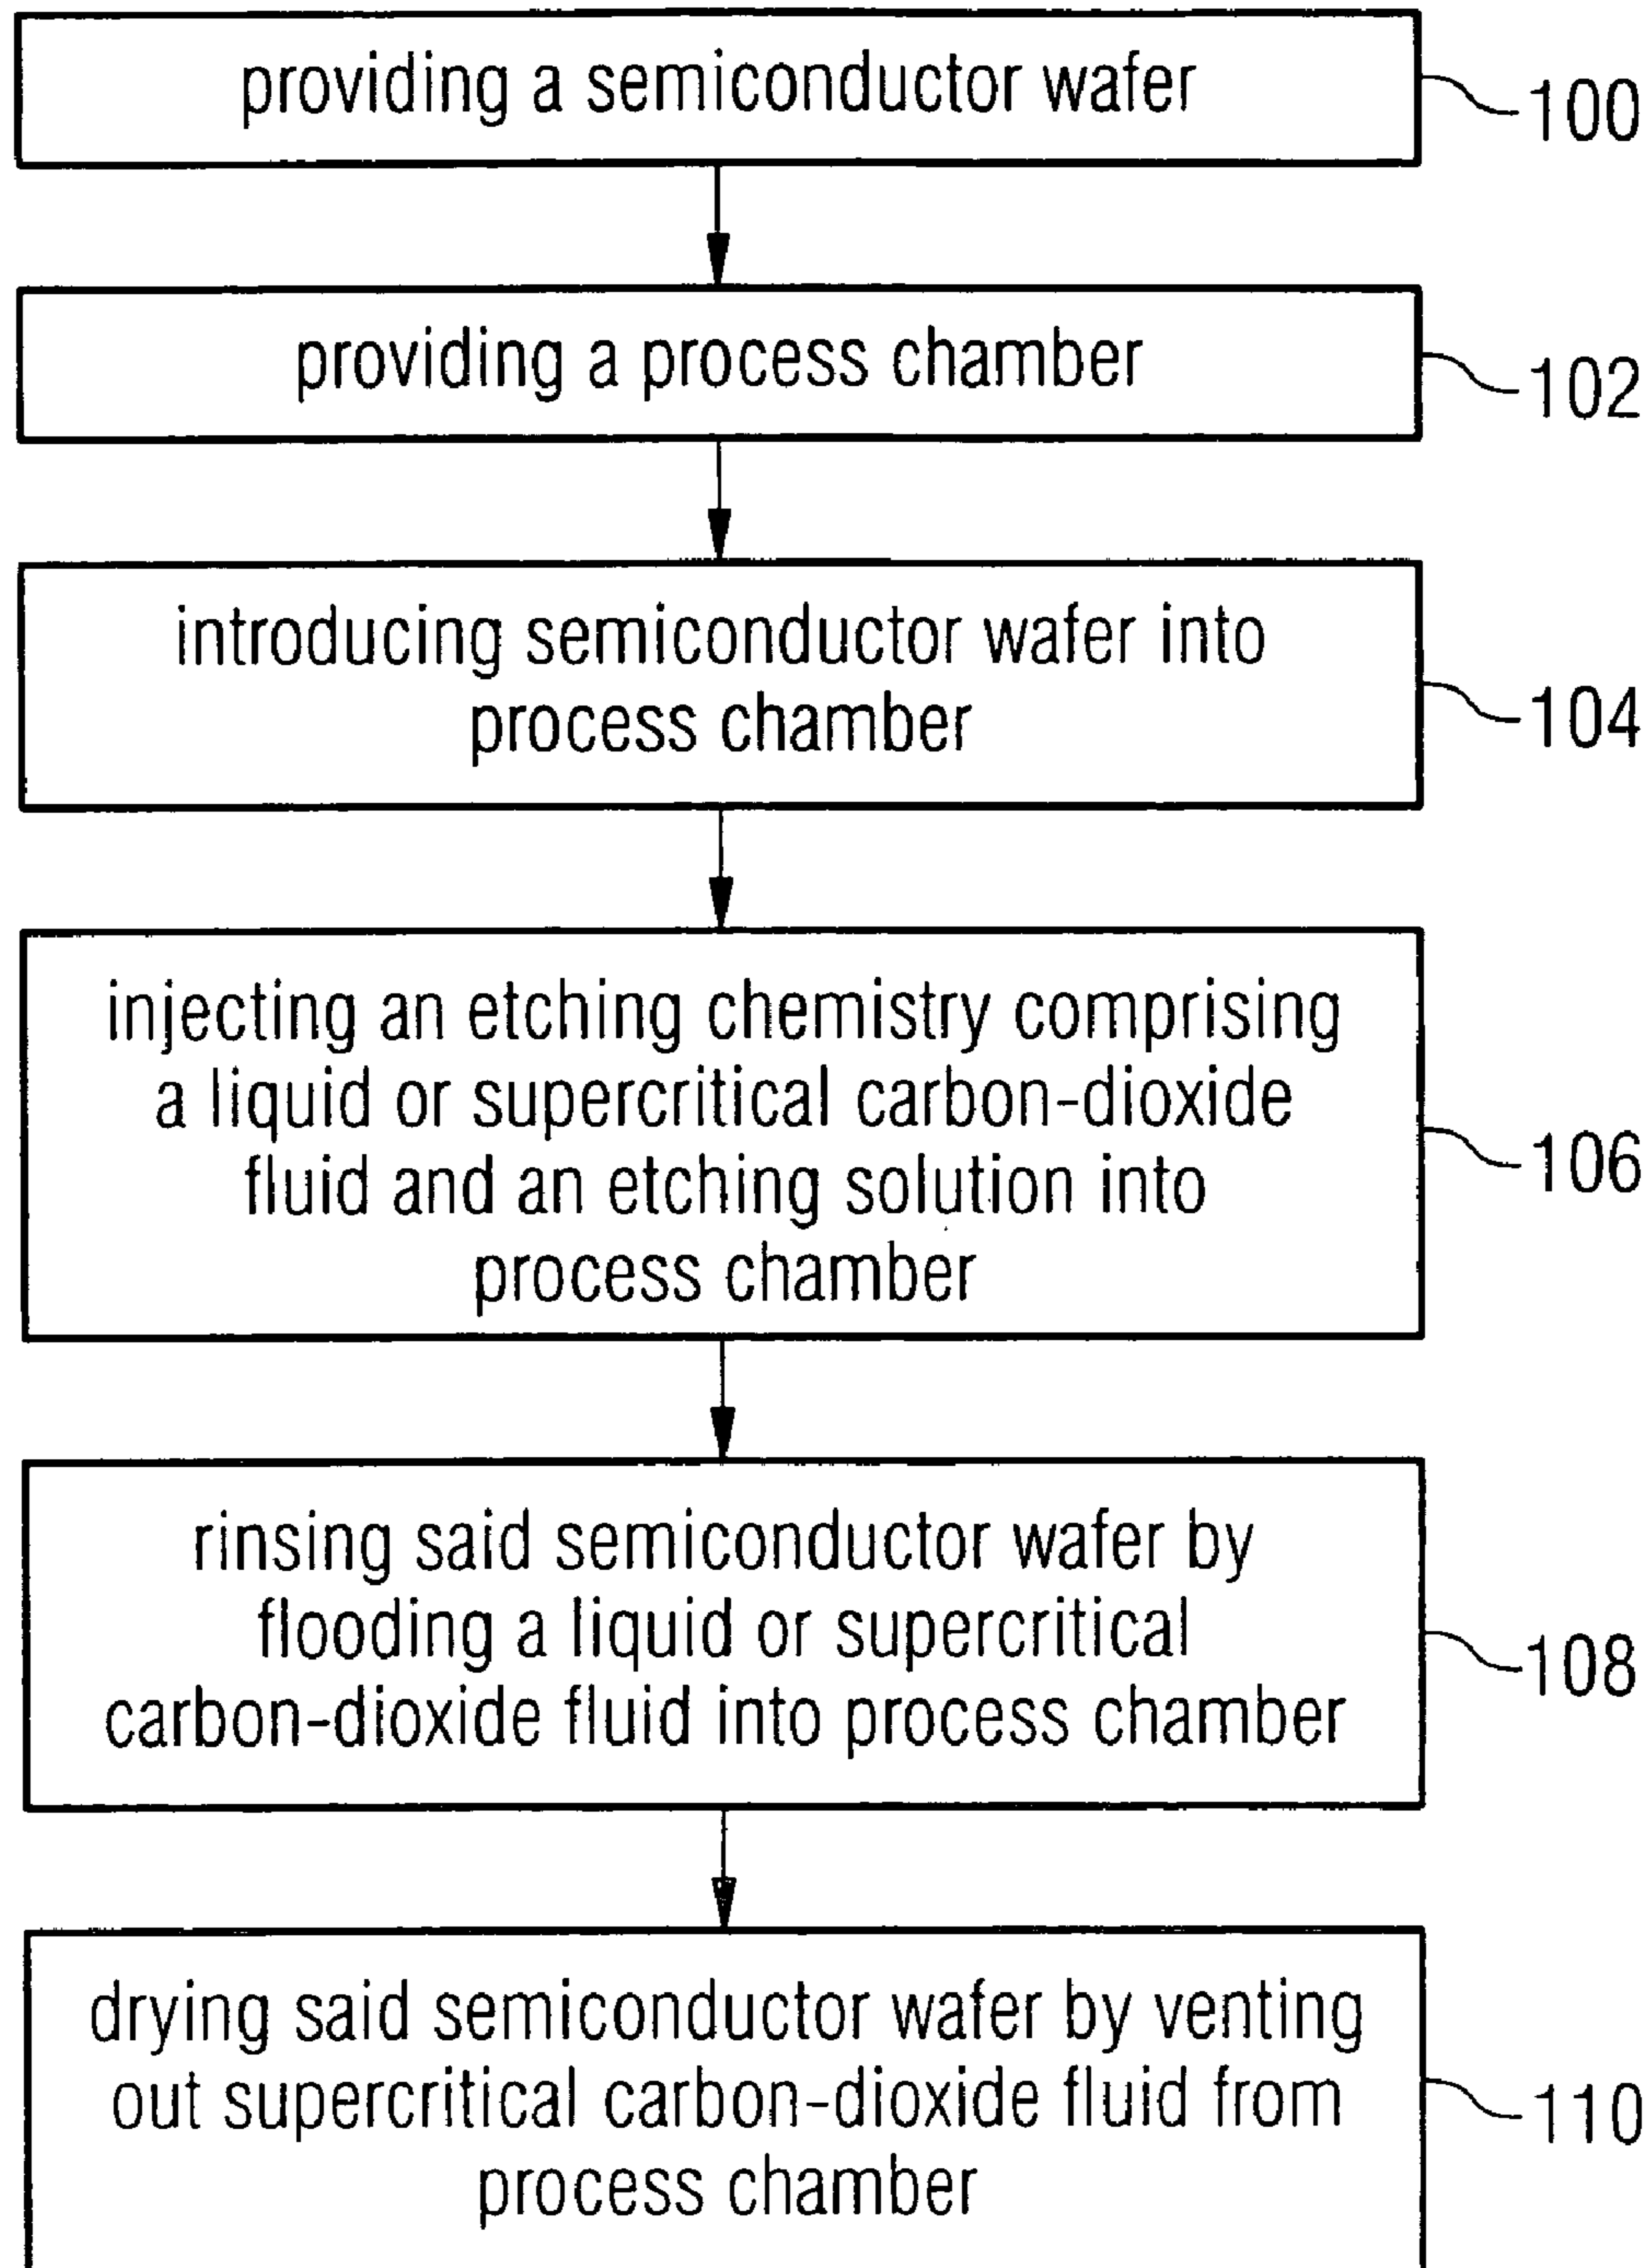 providing a semiconductor wafer
100
providing a process chamber
102
introducing semiconductor wafer into
process chamber
104
injecting an etching chemistry comprising
a liquid or supercritical carbon-dioxide
fluid and an etching solution into
process chamber
106
rinsing said semiconductor wafer by
flooding a liquid or supercritical
carbon-dioxide fluid into process chamber
108
drying said semiconductor wafer by venting
out supercritical carbon-dioxide fluid from
process chamber
110